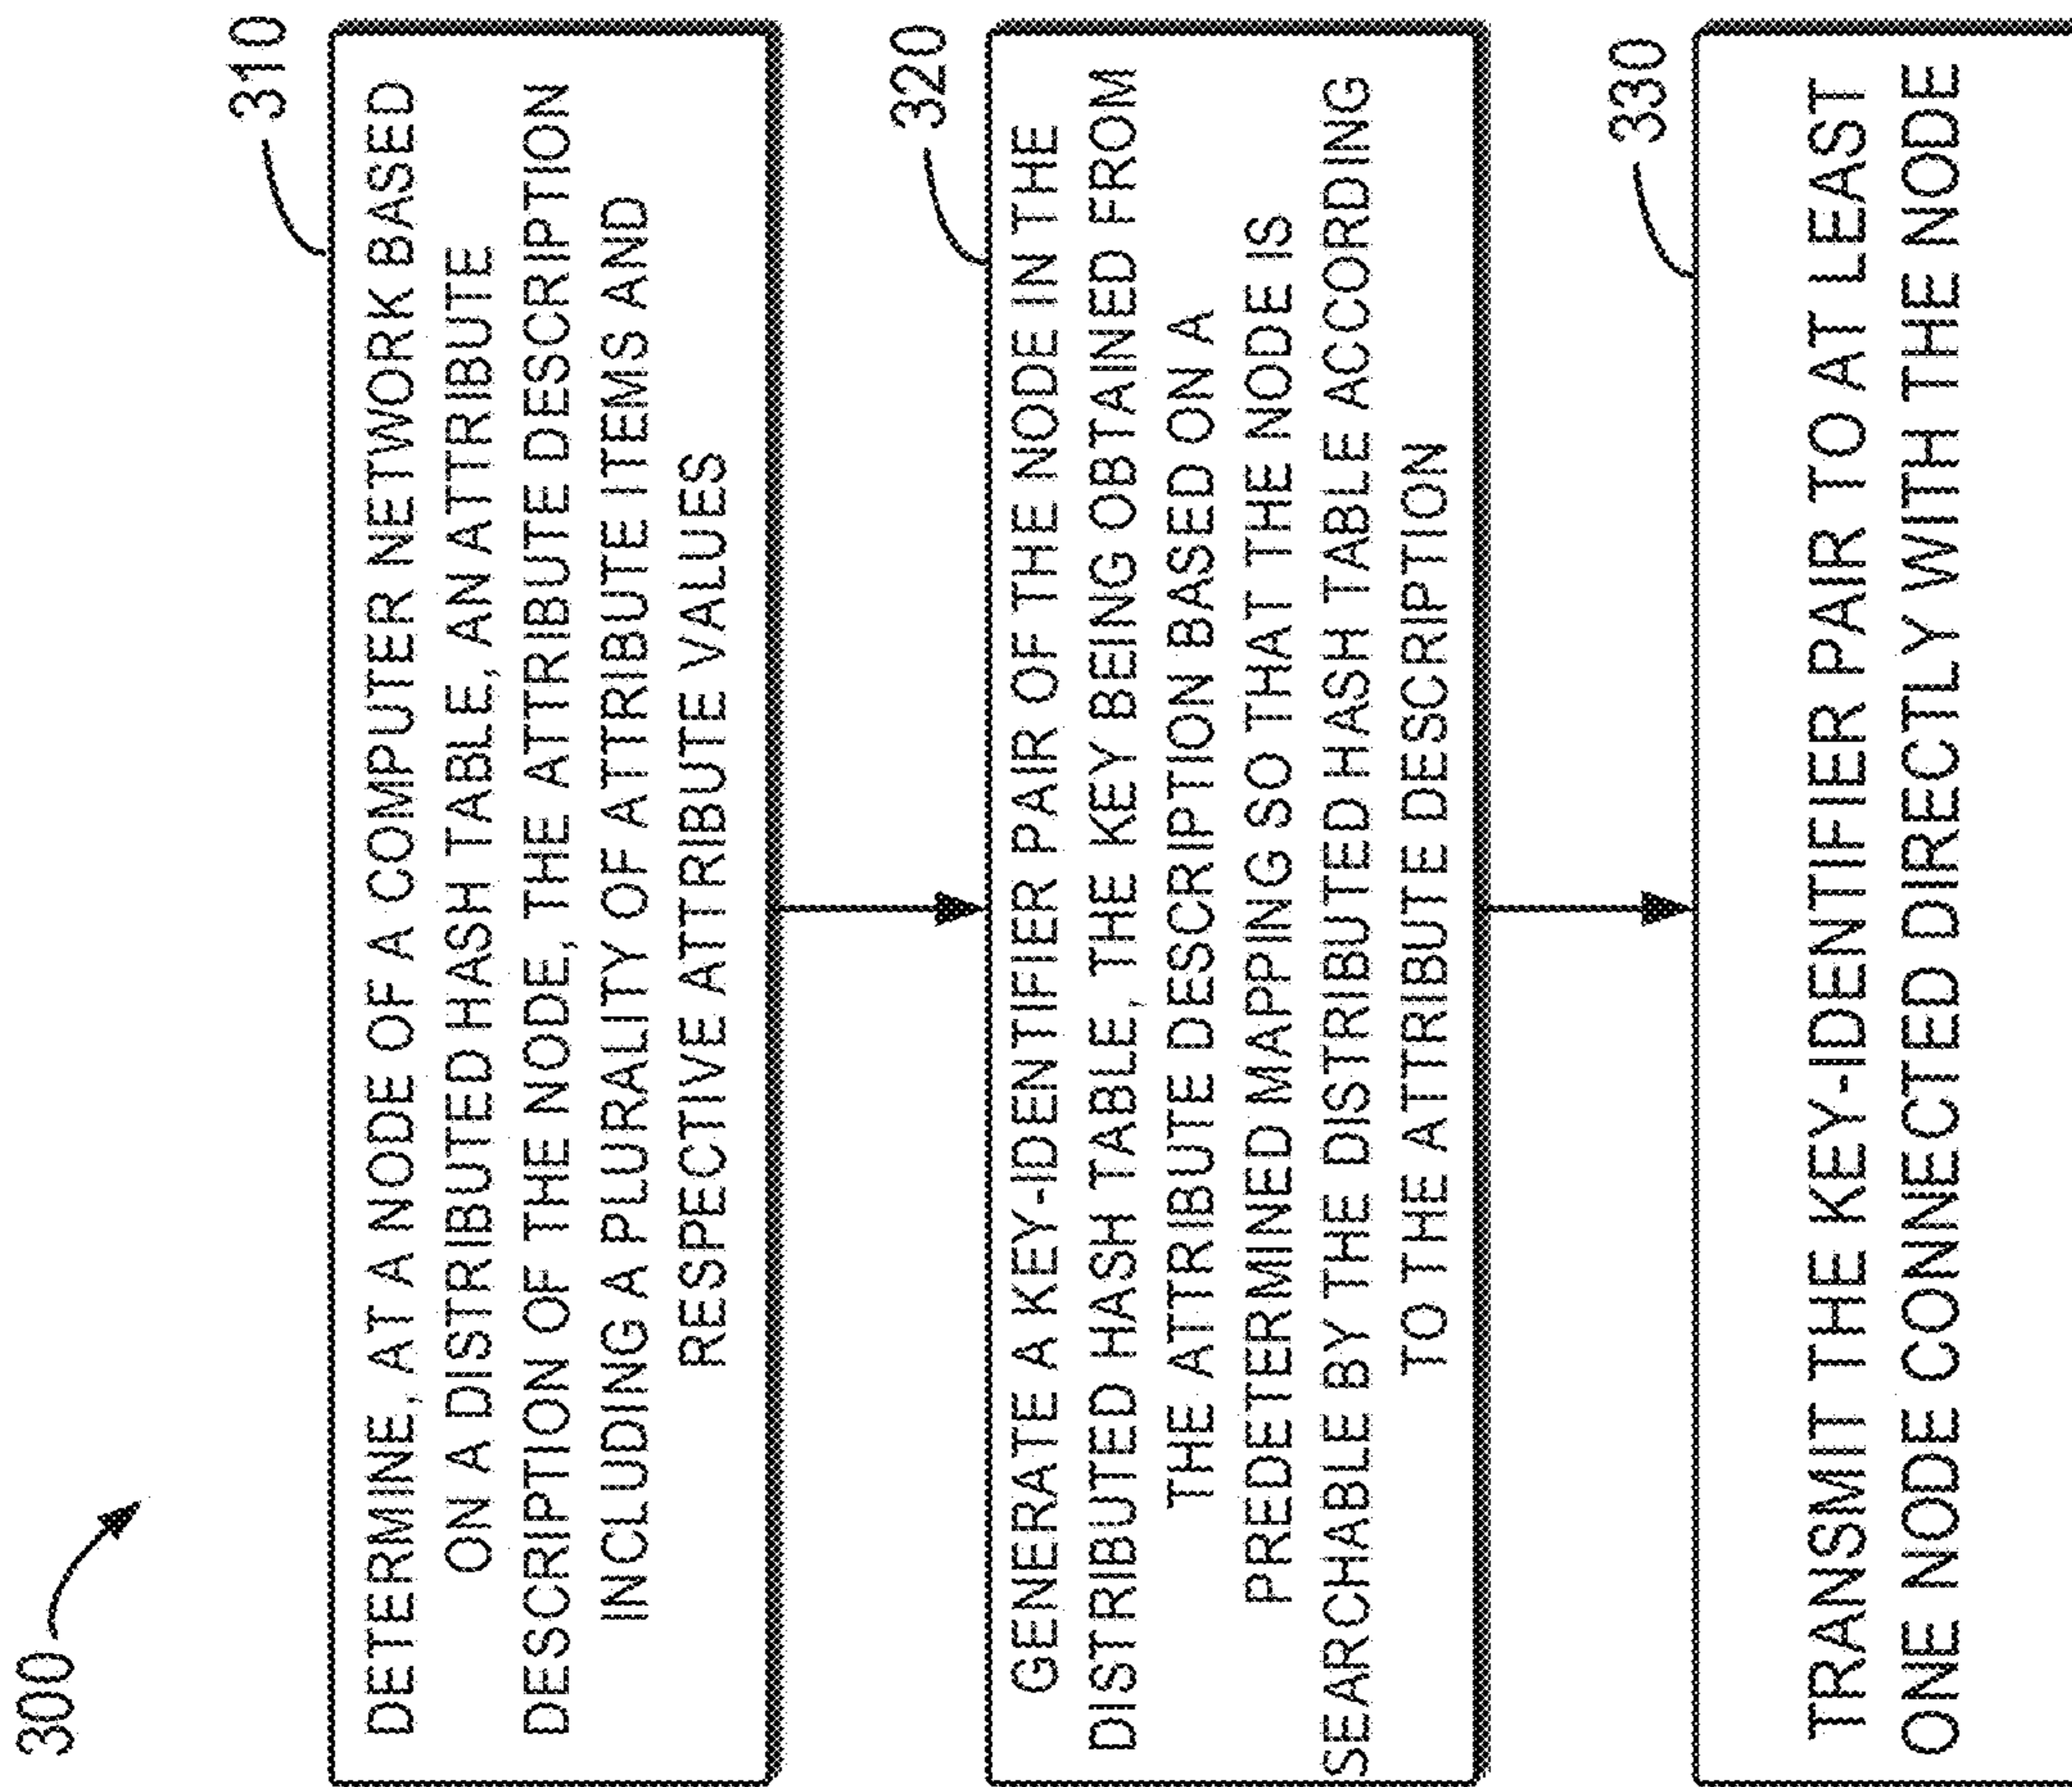 300
310
DETERMINE, AT A NODE OF A COMPUTER NETWORK BASED
ON A DISTRIBUTED HASH TABLE, AN ATTRIBUTE
DESCRIPTION OF THE NODE, THE ATTRIBUTE DESCRIPTION
INCLUDING A PLURALITY OF ATTRIBUTE ITEMS AND
RESPECTIVE ATTRIBUTE VALUES
320
GENERATE A KEY-IDENTIFIER PAIR OF THE NODE IN THE
DISTRIBUTED HASH TABLE, THE KEY BEING OBTAINED FROM
THE ATTRIBUTE DESCRIPTION BASED ON A
PREDETERMINED MAPPING SO THAT THE NODE IS
SEARCHABLE BY THE DISTRIBUTED HASH TABLE ACCORDING
TO THE ATTRIBUTE DESCRIPTION
330
TRANSMIT THE KEY-IDENTIFIER PAIR TO AT LEAST
ONE NODE CONNECTED DIRECTLY WITH THE NODE